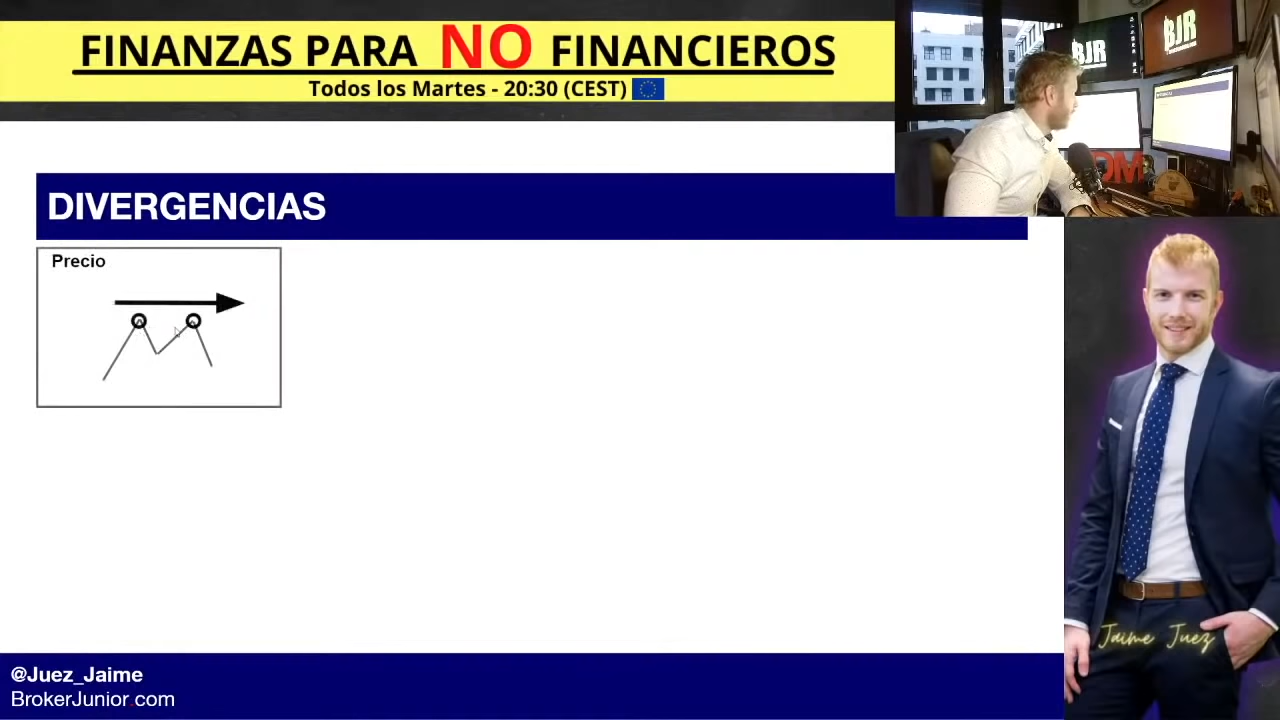 FINANZAS PARA NO FINANCIEROS
Todos los Martes - 20:30 (CEST)
BJR
BJR
DIVERGENCIAS
Precio
Jaime Juez
@Juez_Jaime
BrokerJunior.com